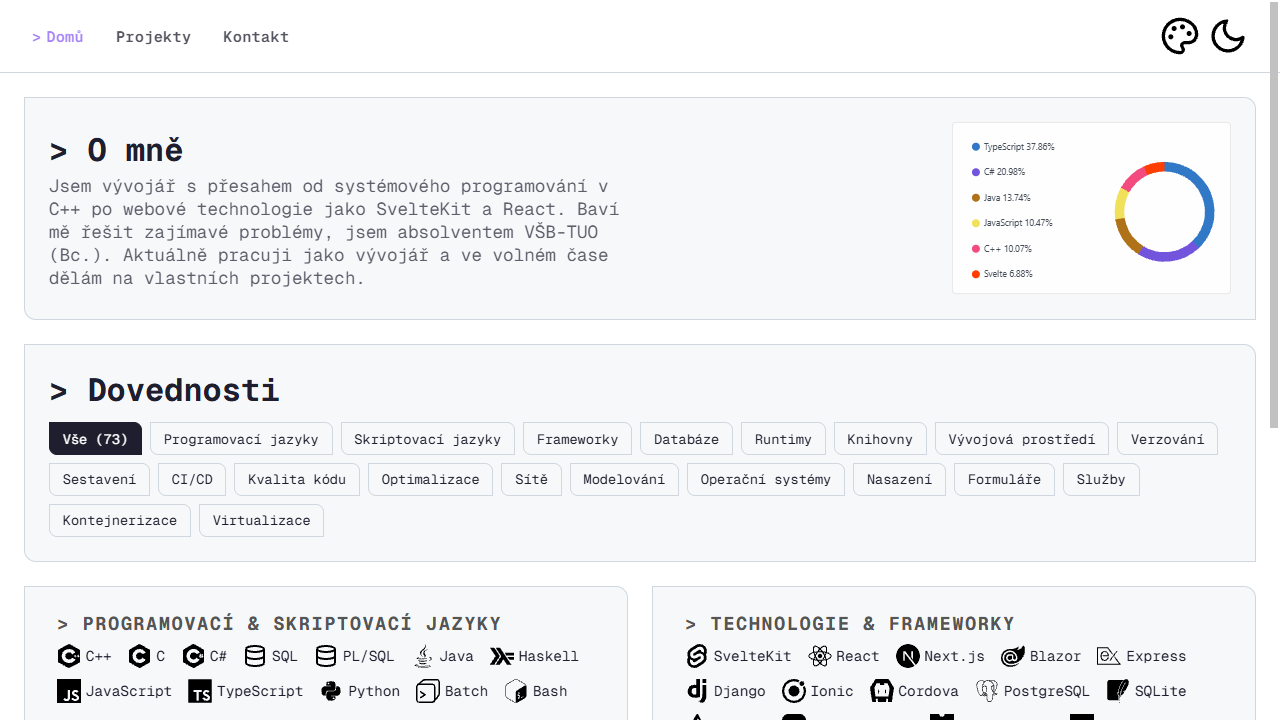 > Domů Projekty Kontakt
> O mně
Jsem vývojář s přesahem od systémového programování v
C++ po webové technologie jako SvelteKit a React. Baví
mě řešit zajímavé problémy, jsem absolventem VŠB-TUO
(Bc.). Aktuálně pracuji jako vývojář a ve volném čase
dělám na vlastních projektech.
TypeScript 37.86%
C# 20.98%
Java 13.74%
JavaScript 10.47%
C++ 10.07%
Svelte 6.88%
> Dovednosti
Vše (73) Programovací jazyky Skriptovací jazyky Frameworky Databáze Runtimy Knihovny Vývojová prostředí Verzování
Sestavení CI/CD Kvalita kódu Optimalizace Sítě Modelování Operační systémy Nasazení Formuláře Služby
Kontejnerizace Virtualizace
> PROGRAMOVACÍ & SKRIPTOVACÍ JAZYKY
C++ C C# SQL PL/SQL Java Haskell
JavaScript TypeScript Python Batch Bash
> TECHNOLOGIE & FRAMEWORKY
SvelteKit React Next.js Blazor Express
Django Ionic Cordova PostgreSQL SQLite